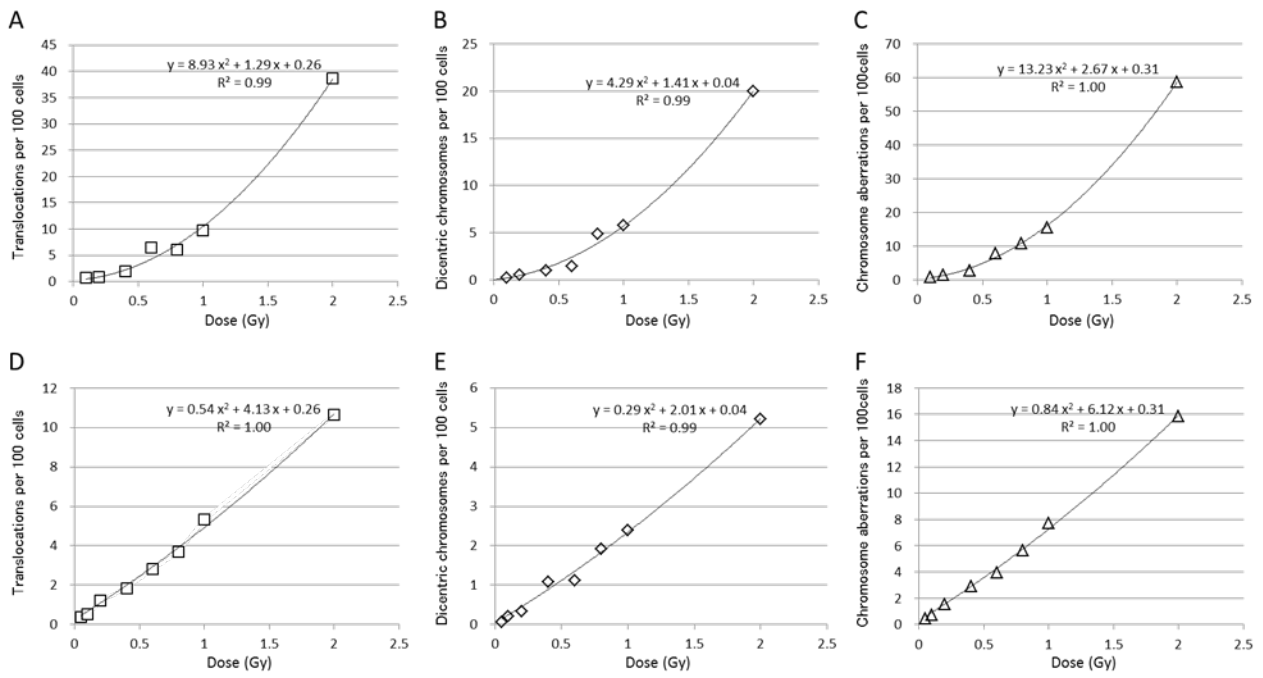 A
Translocations per 100 cells
45
40
35
30
25
20
15
10
5
0
y = 8.93 x² + 1.29 x + 0.26
R² = 0.99
0 0.5 1 1.5 2 2.5
Dose (Gy)
B
Dicentric chromosomes per 100 cells
25
20
15
10
5
0
y = 4.29 x² + 1.41 x + 0.04
R² = 0.99
0 0.5 1 1.5 2 2.5
Dose (Gy)
C
Chromosome aberrations per 100cells
70
60
50
40
30
20
10
0
y = 13.23 x² + 2.67 x + 0.31
R² = 1.00
0 0.5 1 1.5 2 2.5
Dose (Gy)
D
Translocations per 100 cells
12
10
8
6
4
2
0
y = 0.54 x² + 4.13 x + 0.26
R² = 1.00
0 0.5 1 1.5 2 2.5
Dose (Gy)
E
Dicentric chromosomes per 100 cells
6
5
4
3
2
1
0
y = 0.29 x² + 2.01 x + 0.04
R² = 0.99
0 0.5 1 1.5 2 2.5
Dose (Gy)
F
Chromosome aberrations per 100cells
18
16
14
12
10
8
6
4
2
0
y = 0.84 x² + 6.12 x + 0.31
R² = 1.00
0 0.5 1 1.5 2 2.5
Dose (Gy)